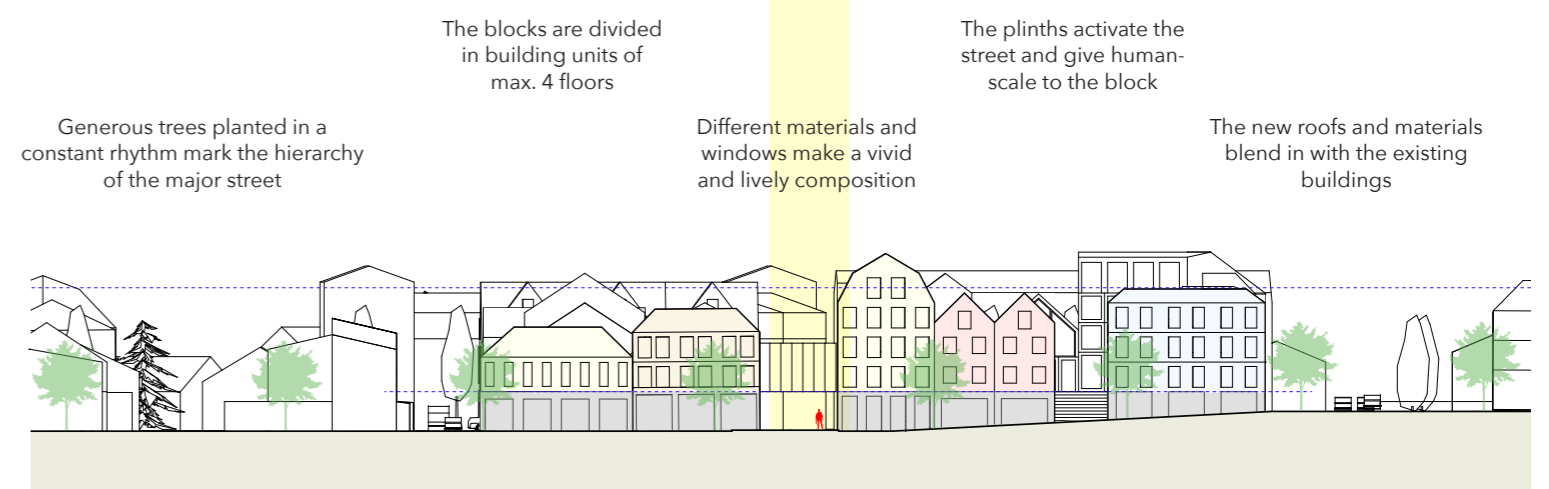 The blocks are divided
in building units of
max. 4 floors
The plinths activate the
street and give human-
scale to the block
Generous trees planted in a
constant rhythm mark the hierarchy
of the major street
Different materials and
windows make a vivid
and lively composition
The new roofs and materials
blend in with the existing
buildings